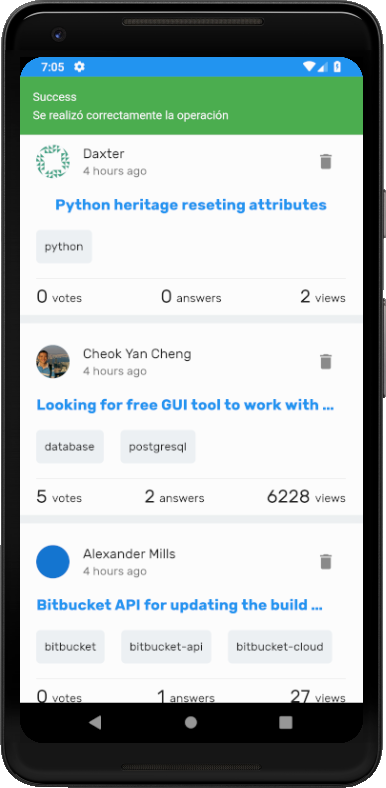 7:05
Success
Se realizó correctamente la operación
Daxter
4 hours ago
Python heritage reseting attributes
python
0 votes 0 answers 2 views
Cheok Yan Cheng
4 hours ago
Looking for free GUI tool to work with ...
database postgresql
5 votes 2 answers 6228 views
Alexander Mills
4 hours ago
Bitbucket API for updating the build ...
bitbucket bitbucket-api bitbucket-cloud
0 votes 1 answers 27 views